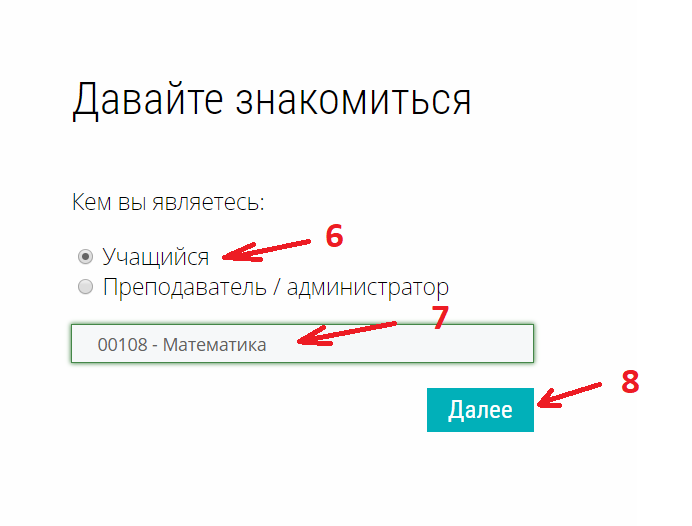 Давайте знакомиться
Кем вы являетесь:
Учащийся
6
Преподаватель / администратор
00108 - Математика
7
Далее
8